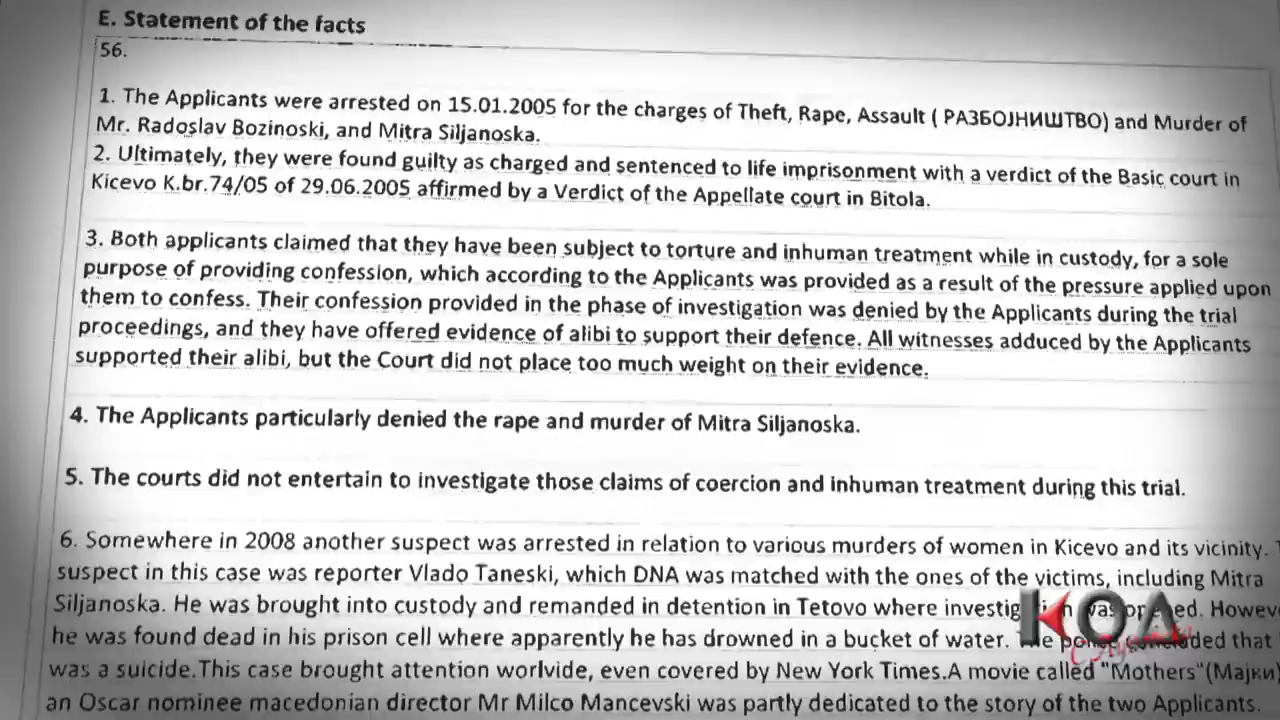 E. Statement of the facts
56.
1. The Applicants were arrested on 15.01.2005 for the charges of Theft, Rape, Assault ( РАЗБОЈНИШТВО) and Murder of
Mr. Radoslav Bozinoski, and Mitra Siljanoska.
2. Ultimately, they were found guilty as charged and sentenced to life imprisonment with a verdict of the Basic court in
Kicevo K.br.74/05 of 29.06.2005 affirmed by a Verdict of the Appellate court in Bitola.
3. Both applicants claimed that they have been subject to torture and inhuman treatment while in custody, for a sole
purpose of providing confession, which according to the Applicants was provided as a result of the pressure applied upon
them to confess. Their confession provided in the phase of investigation was denied by the Applicants during the trial
proceedings, and they have offered evidence of alibi to support their defence. All witnesses adduced by the Applicants
supported their alibi, but the Court did not place too much weight on their evidence.
4. The Applicants particularly denied the rape and murder of Mitra Siljanoska.
5. The courts did not entertain to investigate those claims of coercion and inhuman treatment during this trial.
6. Somewhere in 2008 another suspect was arrested in relation to various murders of women in Kicevo and its vicinity.
suspect in this case was reporter Vlado Taneski, which DNA was matched with the ones of the victims, including Mitra
Siljanoska. He was brought into custody and remanded in detention in Tetovo where was Howeve
he was found dead in his prison cell where apparently he has drowned in a bucket of water. that
was a suicide.This case brought attention worlvide, even covered by New York Times.A movie called "Mothers"(Мајки)
an Oscar nominee macedonian director Mr Milco Mancevski was partly dedicated to the story of the two Applicants.
КОД